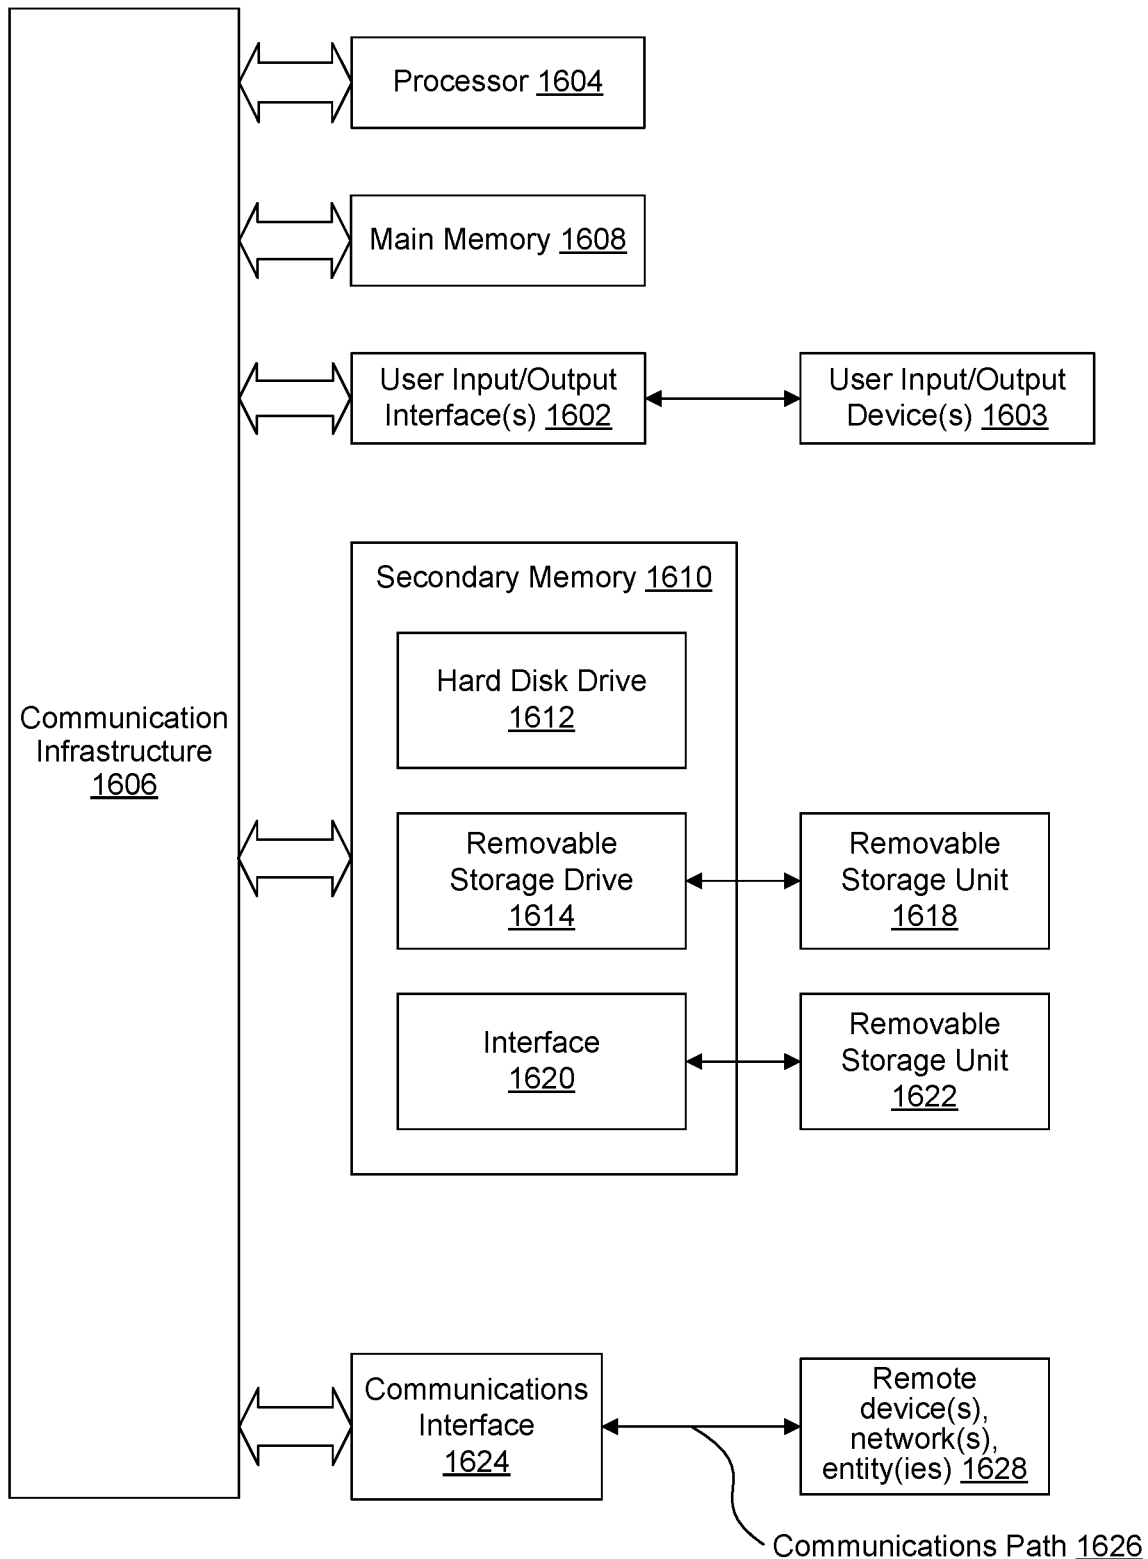 Processor 1604
Main Memory 1608
User Input/Output
Interface(s) 1602
User Input/Output
Device(s) 1603
Secondary Memory 1610
Hard Disk Drive
1612
Communication
Infrastructure
1606
Removable
Storage Drive
1614
Removable
Storage Unit
1618
Interface
1620
Removable
Storage Unit
1622
Communications
Interface
1624
Remote
device(s),
network(s),
entity(ies) 1628
Communications Path 1626